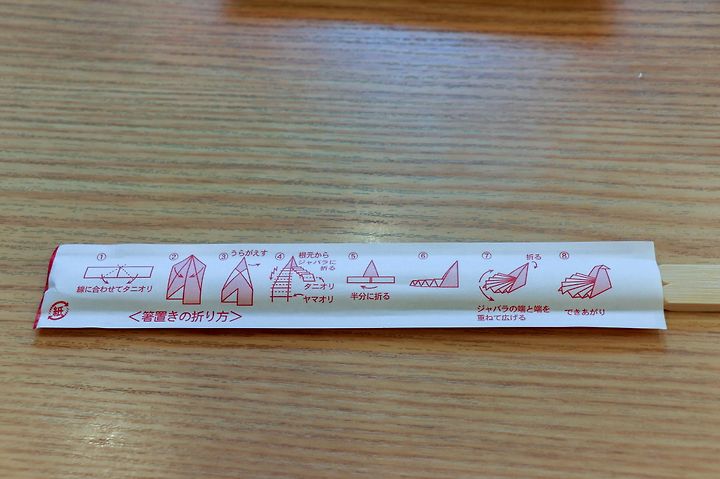 ①
線に合わせてタニオリ
②
③
うらがえす
④
根元から
ジャバラに
折る
タニオリ
ヤマオリ
⑤
半分に折る
⑥
⑦
折る
ジャバラの端と端を
重ねて広げる
⑧
できあがり
紙
＜箸置きの折り方＞